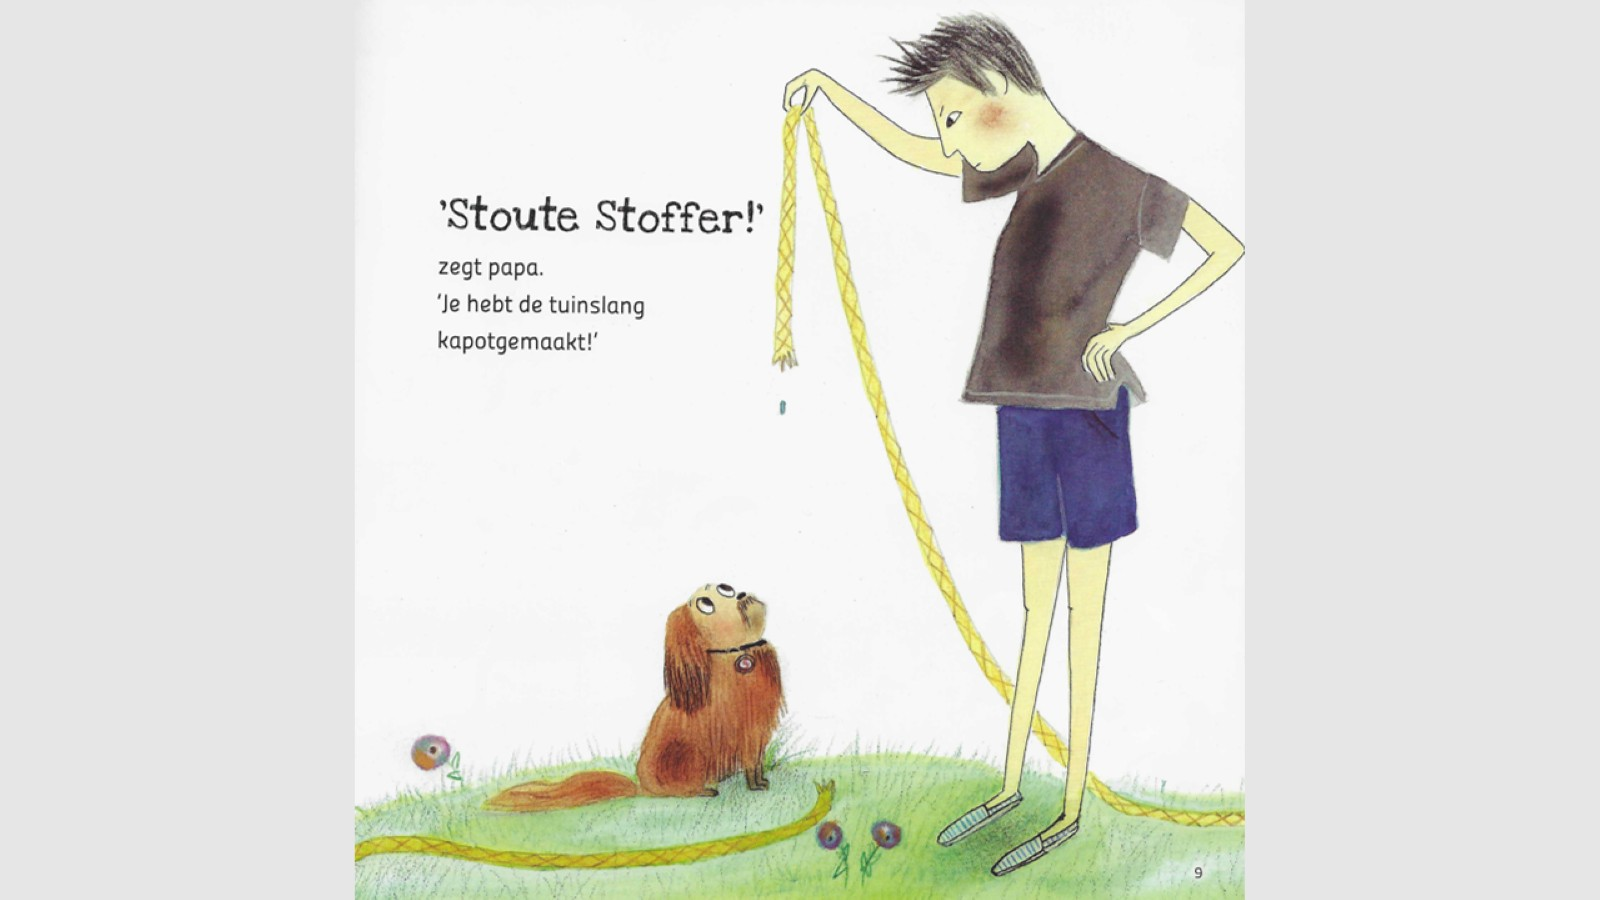 ’Stoute Stoffer!’
zegt papa.
‘Je hebt de tuinslang
kapotgemaakt!’
9